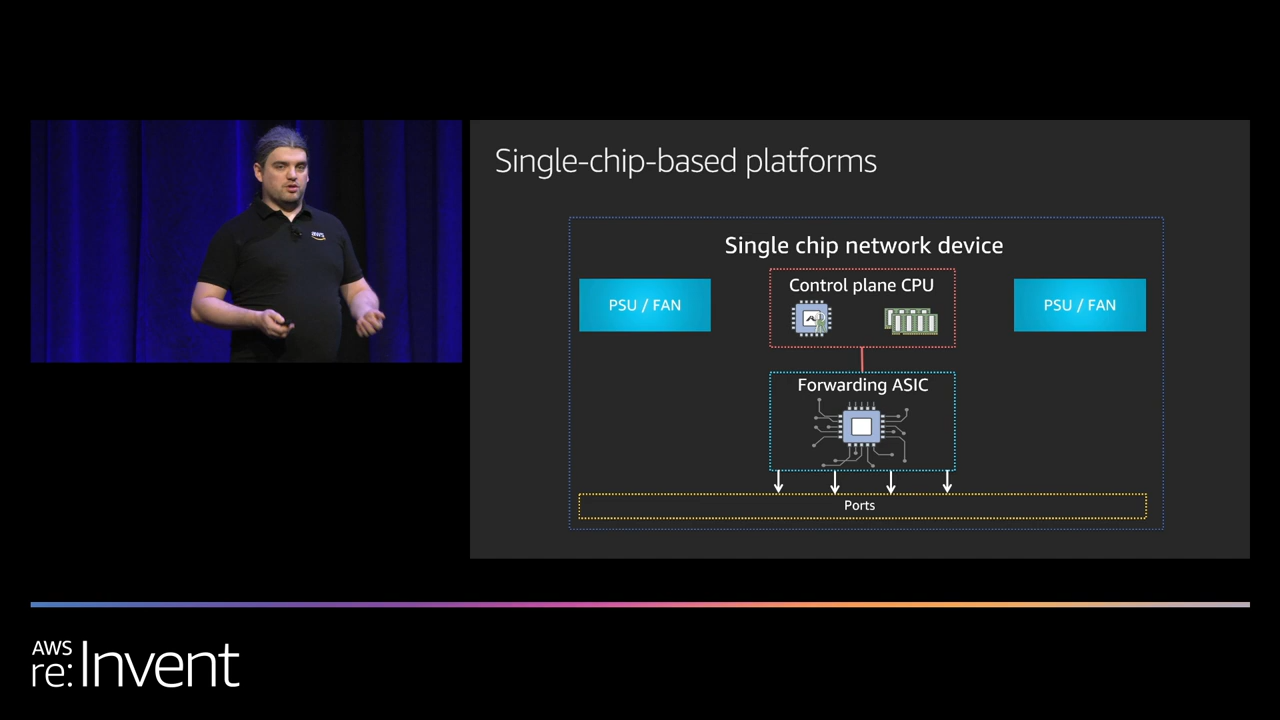 aws
Single-chip-based platforms
Single chip network device
PSU / FAN
Control plane CPU
PSU / FAN
Forwarding ASIC
Ports
AWS
re:Invent